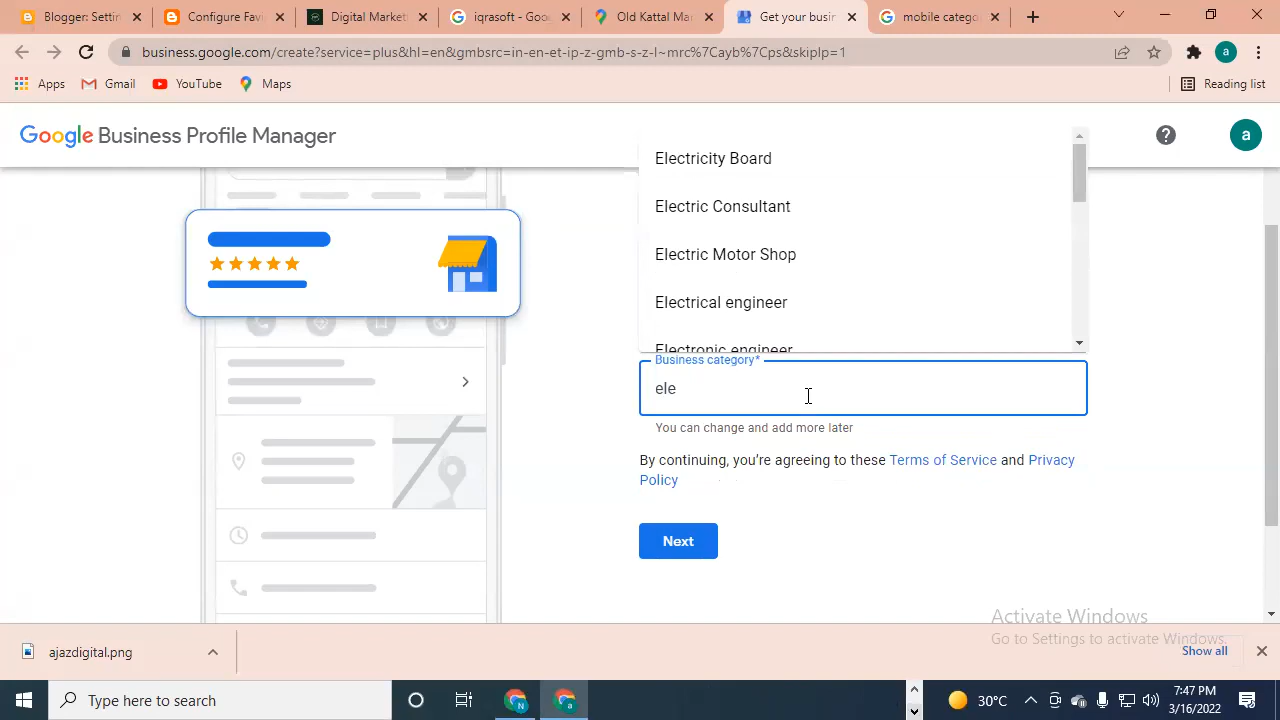 Blogger: Settin
Configure Favi
Digital Market
iqrasoft - Goo
Old Kattal Mar
Get your busin
mobile catego
business.google.com/create?service=plus&hl=en&gmbsrc=in-en-et-ip-z-gmb-s-z-l~mrc%7Cayb%7Cps&skiplp=1
a
Apps
Gmail
YouTube
Maps
Reading list
Google Business Profile Manager
a
Electricity Board
Electric Consultant
Electric Motor Shop
Electrical engineer
Electronic engineer
Business category*
ele
You can change and add more later
By continuing, you're agreeing to these Terms of Service and Privacy
Policy
Next
Activate Windows
Go to Settings to activate Windows.
ajazdigital.png
Show all
Type here to search
N
a
30°C
7:47 PM
3/16/2022